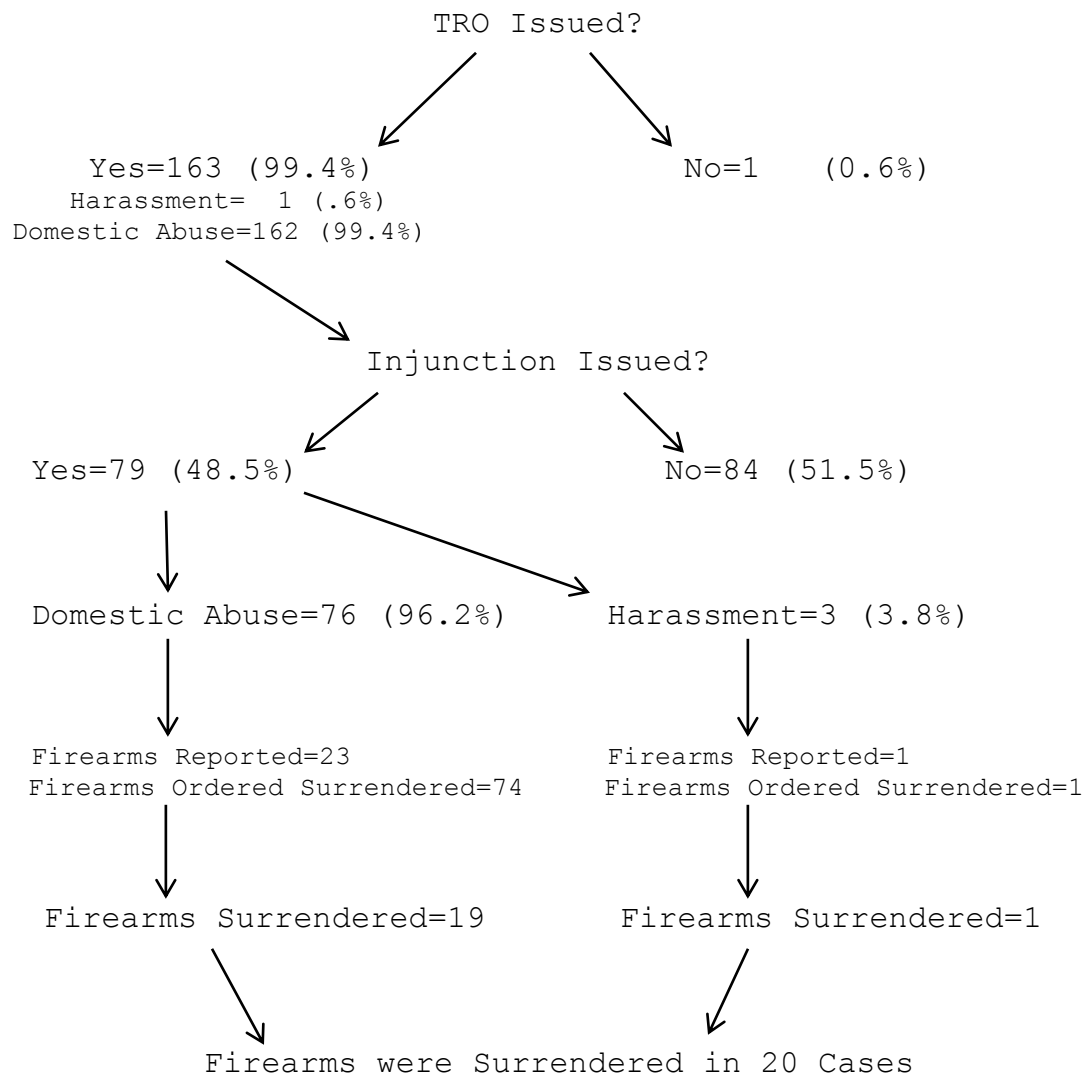 TRO Issued?
Yes=163 (99.4%)
No=1 (0.6%)
Harassment= 1 (.6%)
Domestic Abuse=162 (99.4%)
Injunction Issued?
Yes=79 (48.5%)
No=84 (51.5%)
Domestic Abuse=76 (96.2%)
Harassment=3 (3.8%)
Firearms Reported=23
Firearms Ordered Surrendered=74
Firearms Reported=1
Firearms Ordered Surrendered=1
Firearms Surrendered=19
Firearms Surrendered=1
Firearms were Surrendered in 20 Cases